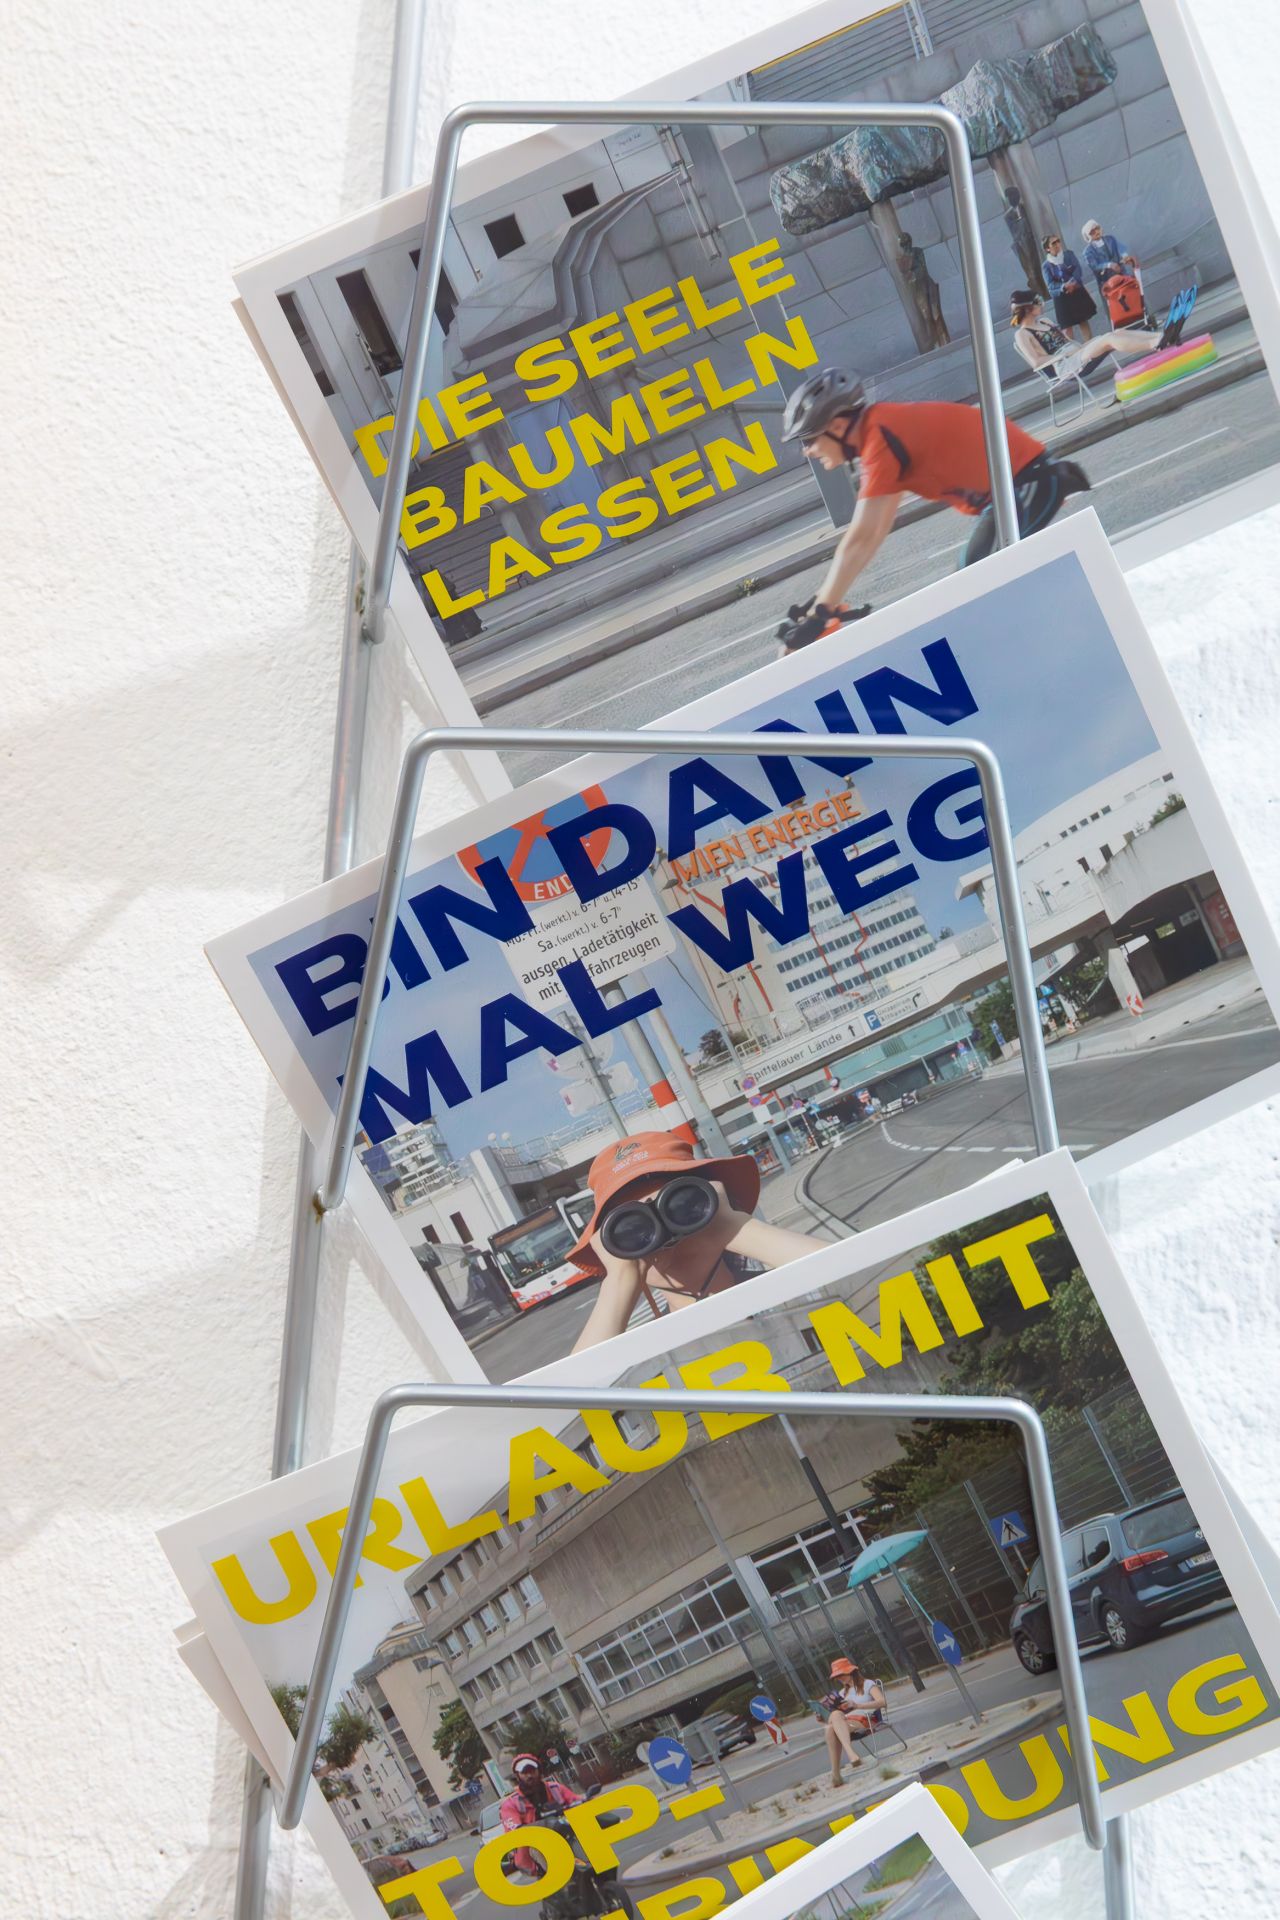 DIE SEELE
BAUMELN
LASSEN
BIN DANN
MAL WEG
WIEN ENERGIE
Sa. (werkt.) v. 6-7
ausgen. Ladetätigkeit
Spittelauer Lände
P
URLAUB MIT
TOP-